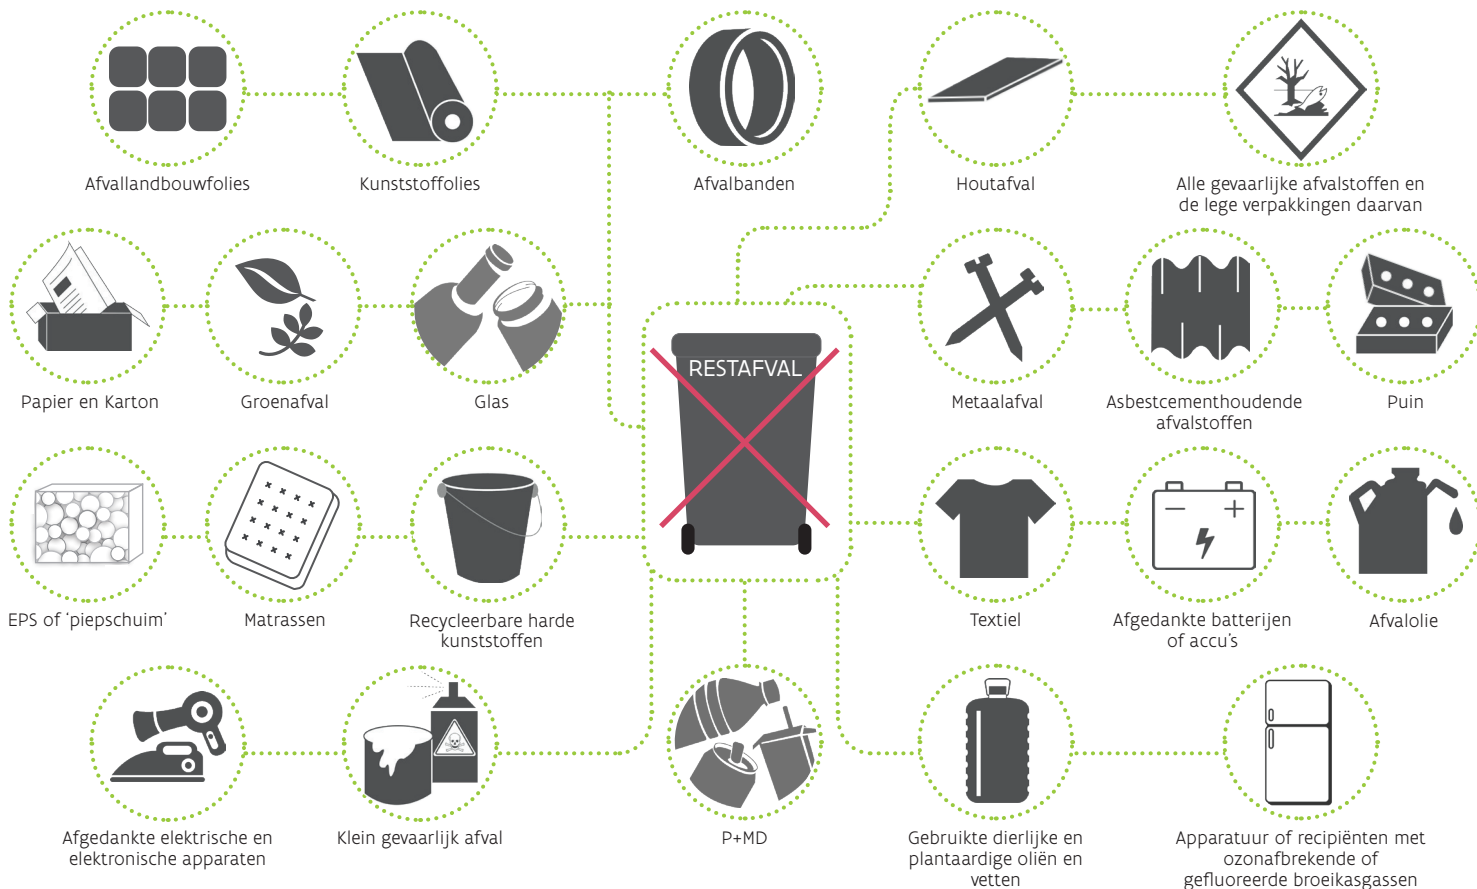 Afvallandbouwfolies
Kunststoffolies
Afvalbanden
Houtafval
Alle gevaarlijke afvalstoffen en
de lege verpakkingen daarvan
Papier en Karton
Groenafval
Glas
RESTAFVAL
Metaalafval
Asbestcementhoudende
afvalstoffen
Puin
EPS of ‘piepschuim’
Matrassen
Recycleerbare harde
kunststoffen
Textiel
Afgedankte batterijen
of accu's
Afvalolie
Afgedankte elektrische en
elektronische apparaten
Klein gevaarlijk afval
P+MD
Gebruikte dierlijke en
plantaardige oliën en
vetten
Apparatuur of recipiënten met
ozonafbrekende of
gefluoreerde broeikasgassen